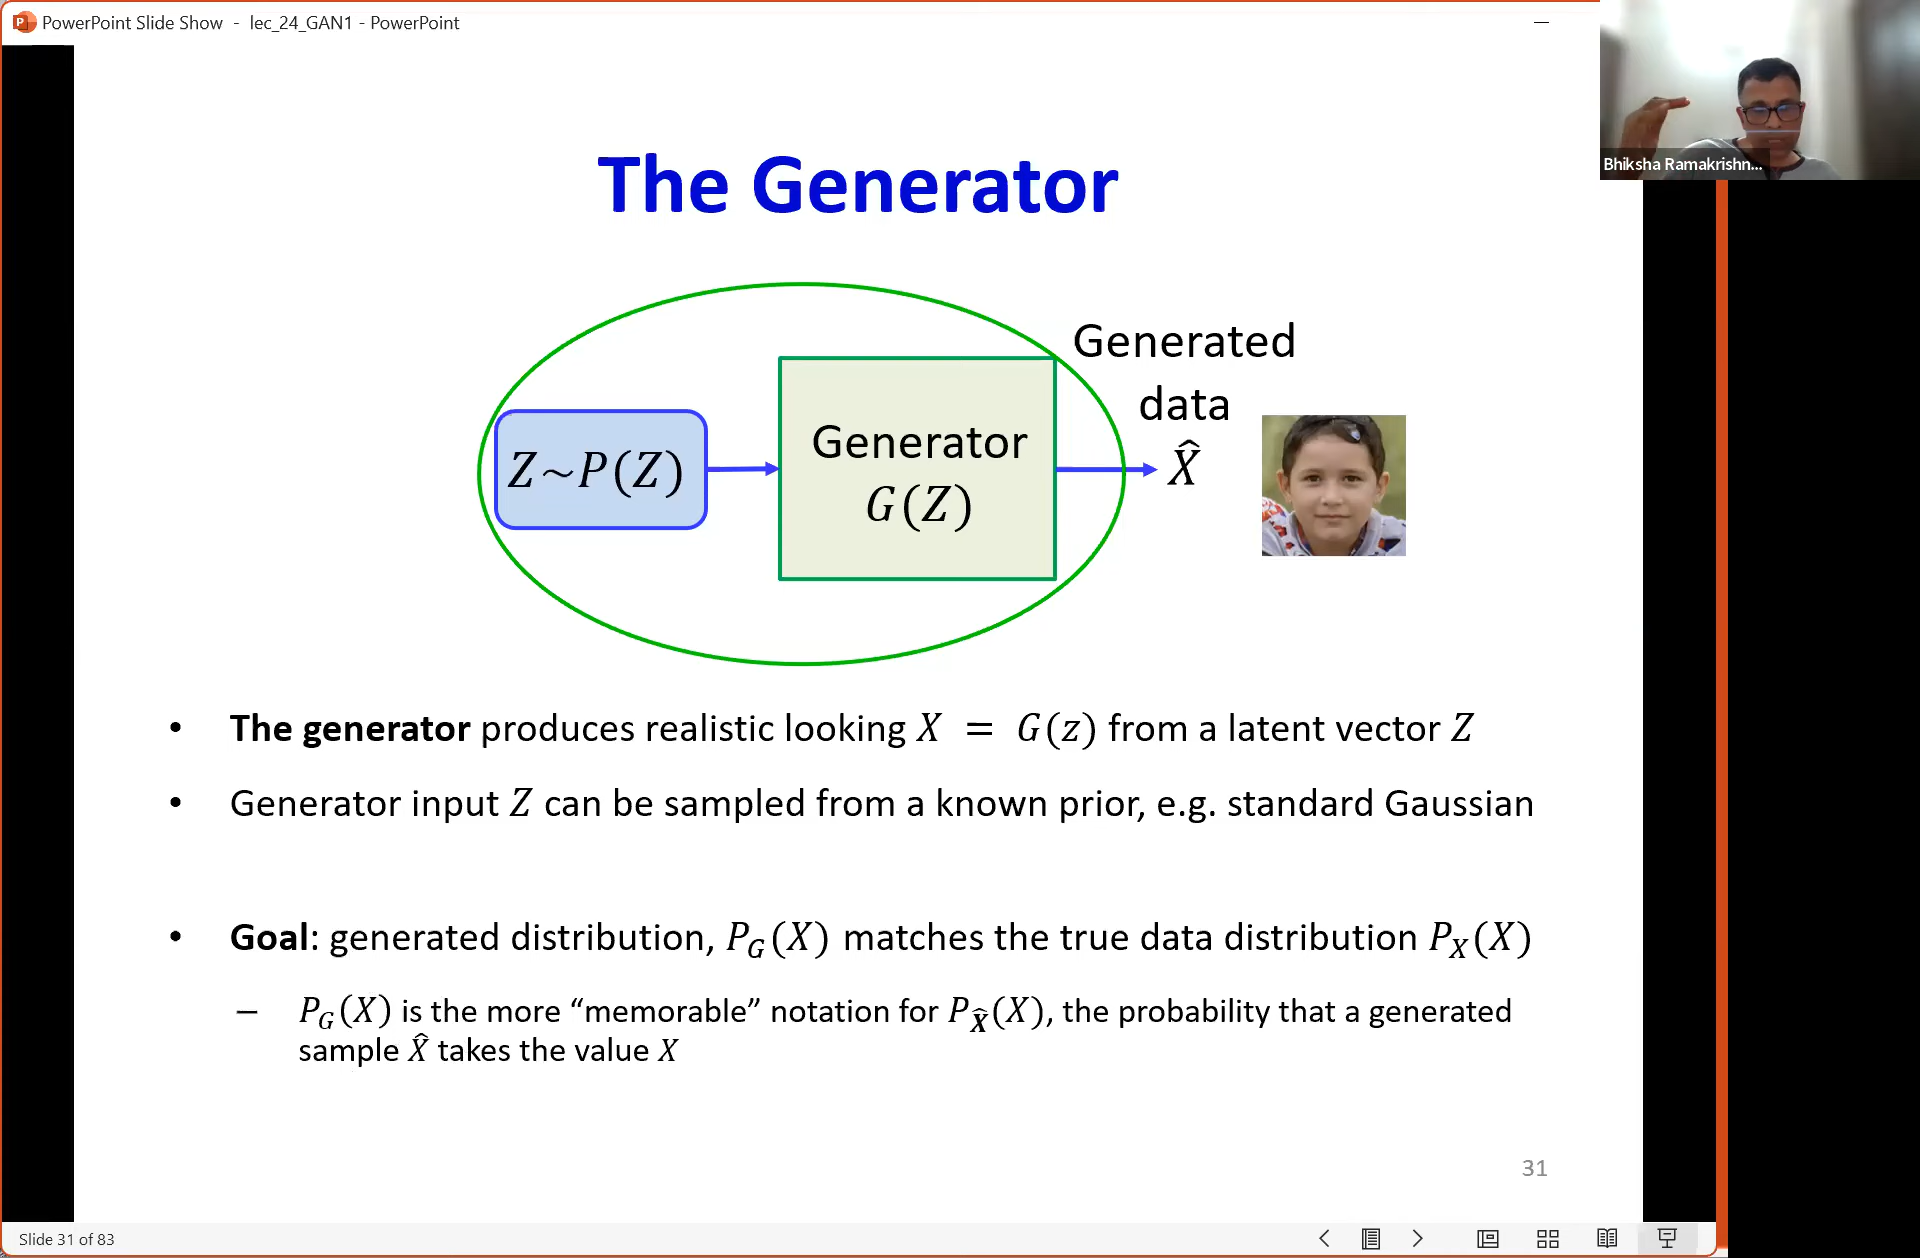 PowerPoint Slide Show - lec_24_GAN1 - PowerPoint
Bhiksha Ramakrishn...
The Generator
Generated
data
Z~P(Z)
Generator
G(Z)
X̂
• The generator produces realistic looking X = G(z) from a latent vector Z
• Generator input Z can be sampled from a known prior, e.g. standard Gaussian
• Goal: generated distribution, P_G(X) matches the true data distribution P_X(X)
– P_G(X) is the more “memorable” notation for P_X̂(X), the probability that a generated
sample X̂ takes the value X
31
Slide 31 of 83